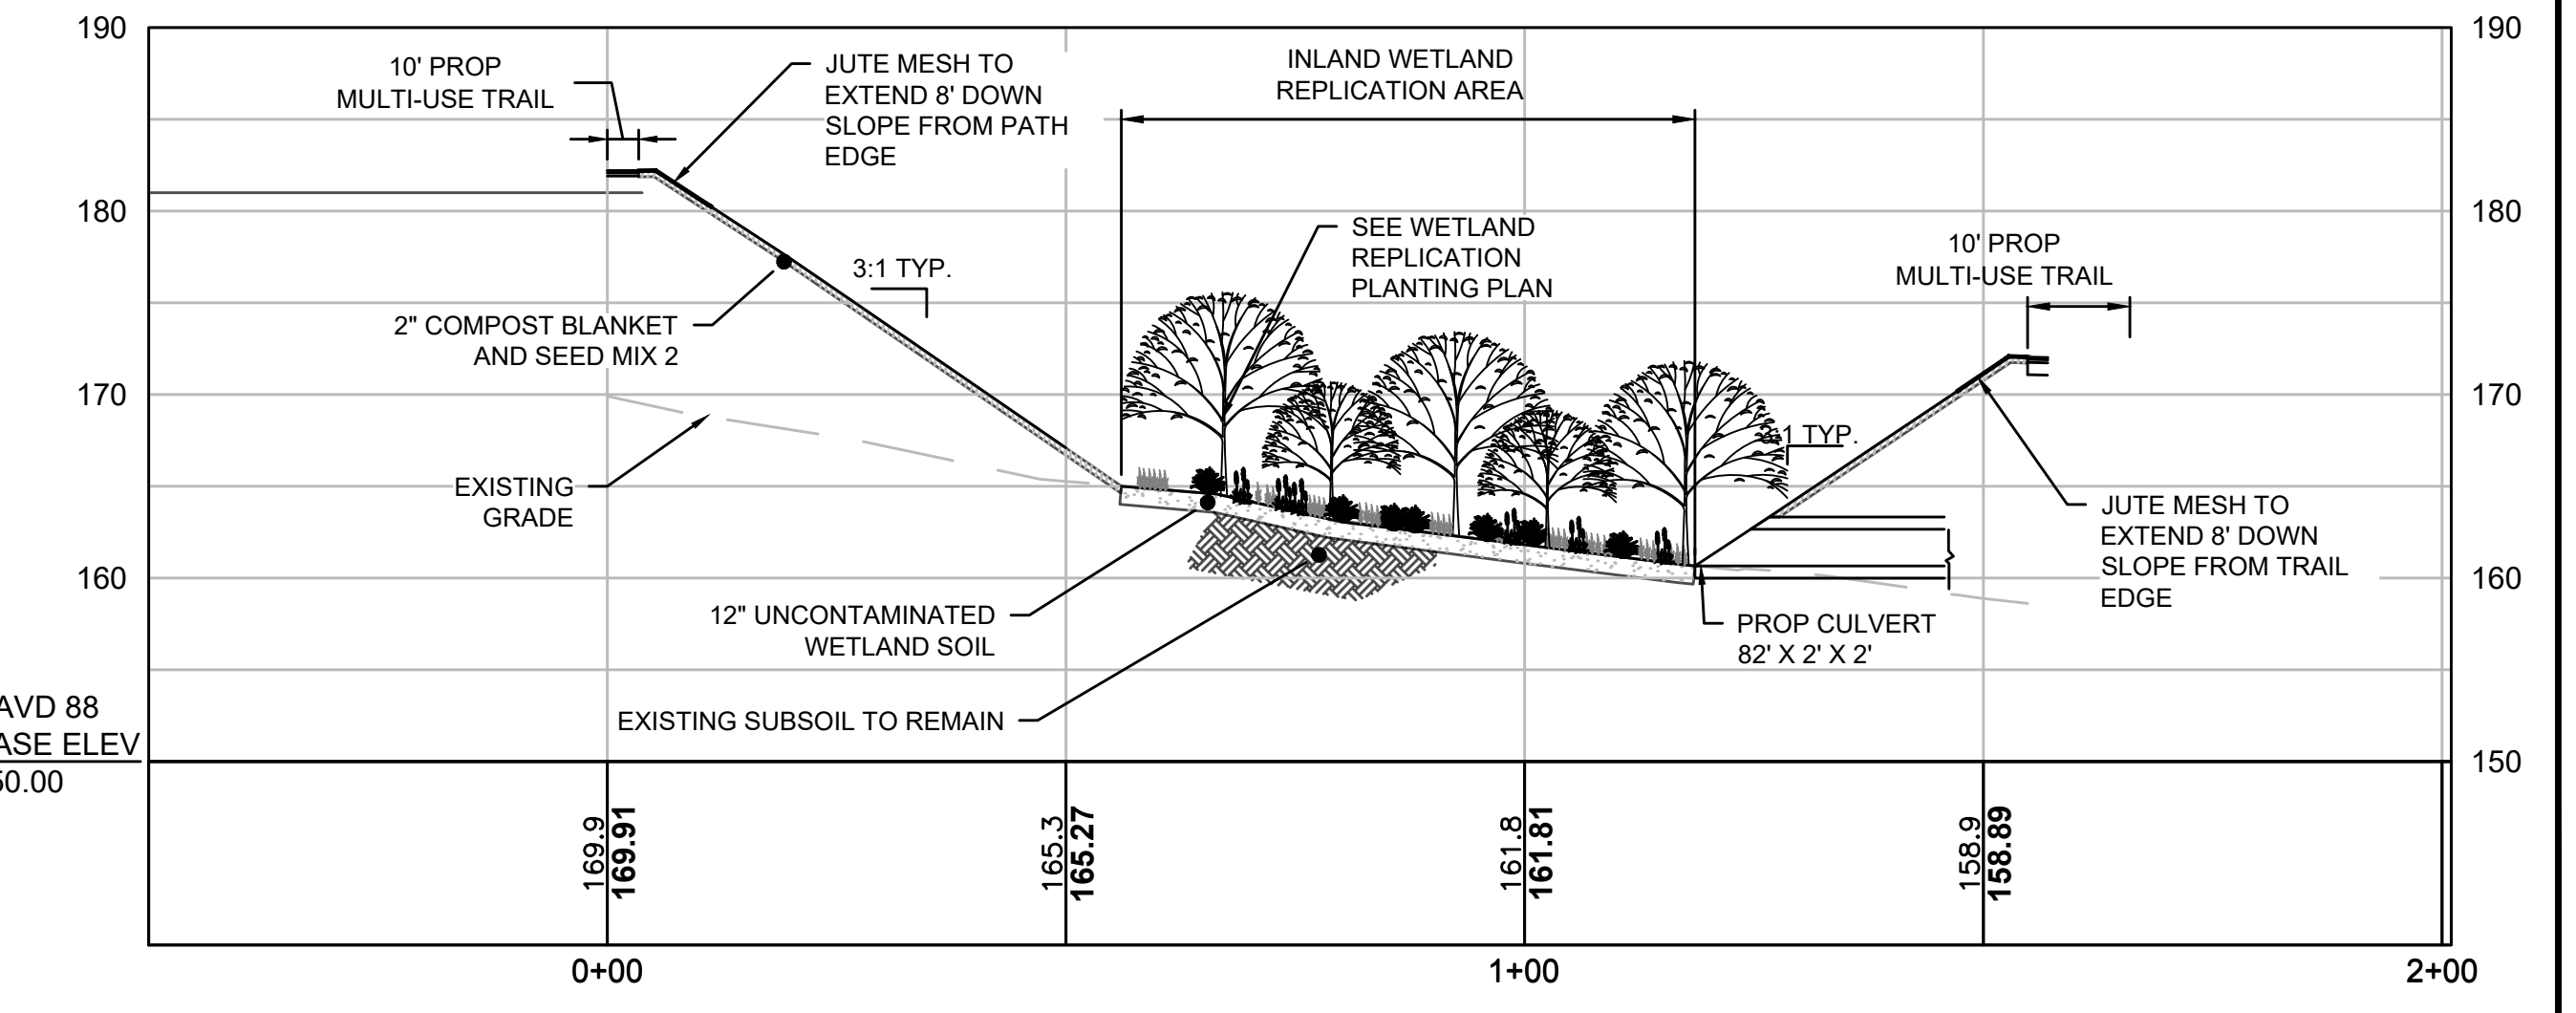 190
190
10' PROP
MULTI-USE TRAIL
JUTE MESH TO
EXTEND 8' DOWN
SLOPE FROM PATH
EDGE
INLAND WETLAND
REPLICATION AREA
180
180
SEE WETLAND
REPLICATION
PLANTING PLAN
10' PROP
MULTI-USE TRAIL
3:1 TYP.
2" COMPOST BLANKET
AND SEED MIX 2
170
170
:1 TYP.
EXISTING
GRADE
JUTE MESH TO
EXTEND 8' DOWN
SLOPE FROM TRAIL
EDGE
160
160
12" UNCONTAMINATED
WETLAND SOIL
PROP CULVERT
82' X 2' X 2'
EXISTING SUBSOIL TO REMAIN
AVD 88
ASE ELEV
50.00
150
169.9
169.91
165.3
165.27
161.8
161.81
158.9
158.89
0+00
1+00
2+00